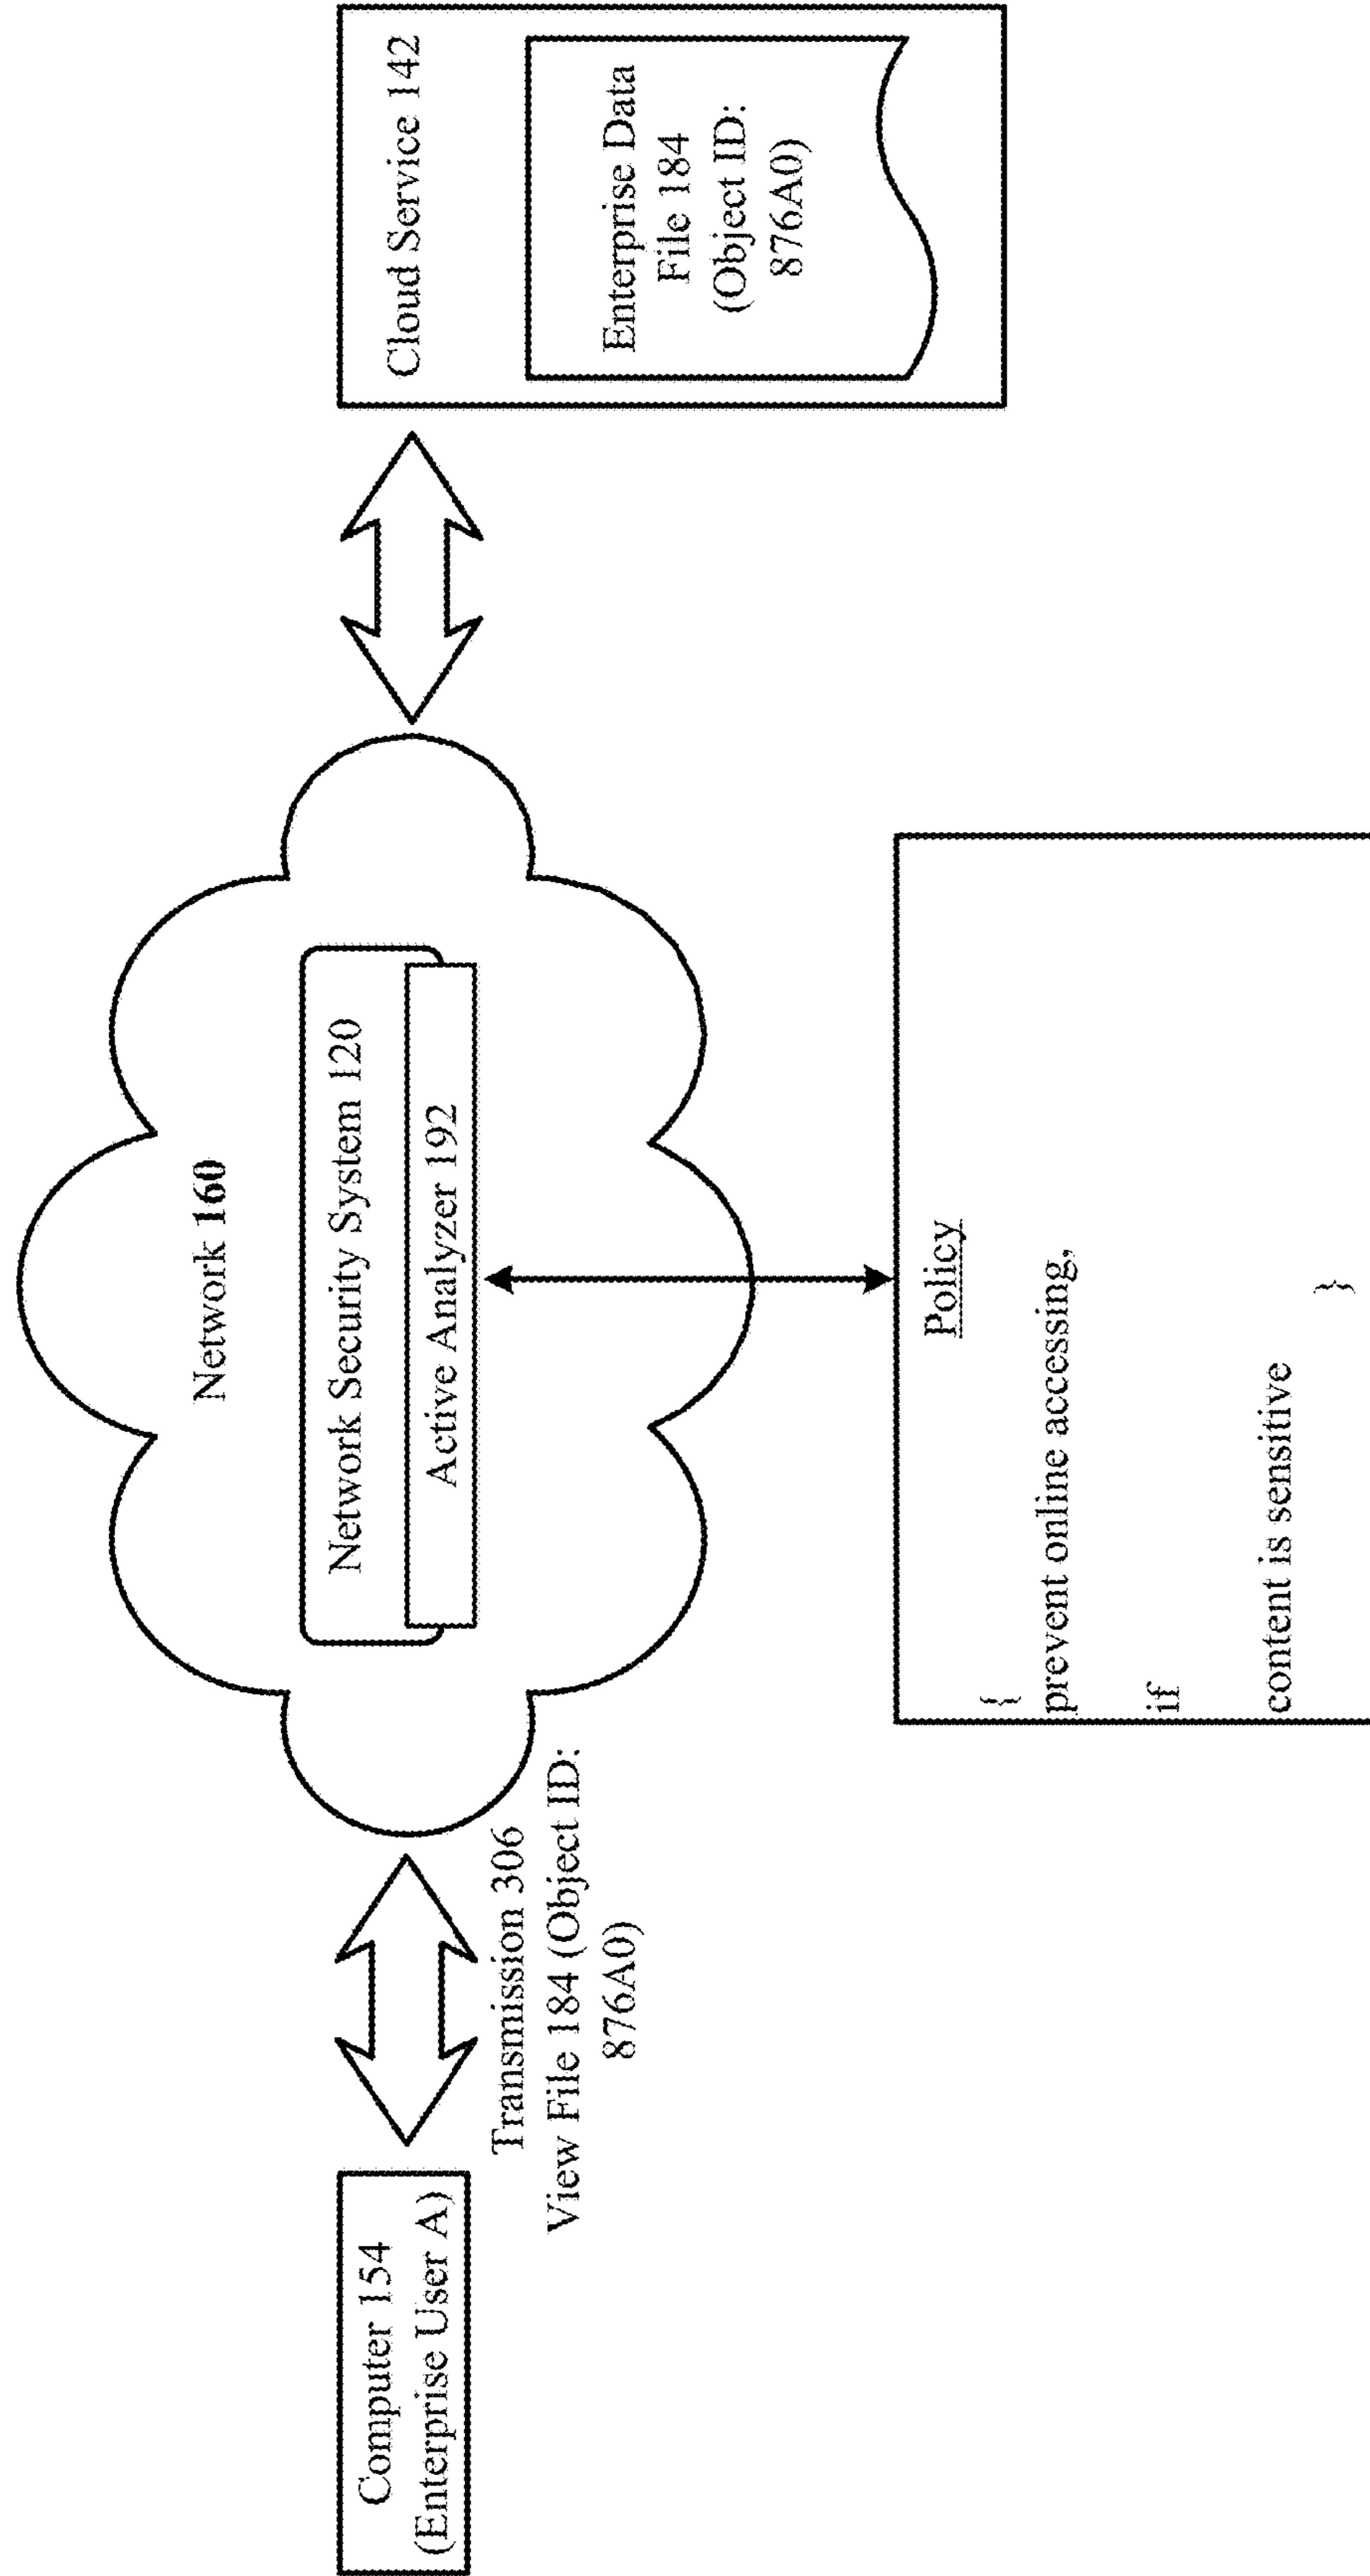 Network 160
Network Security System 120
Active Analyzer 192
Computer 154
(Enterprise User A)
Transmission 306
View File 184 (Object ID:
876A0)
Cloud Service 142
Enterprise Data
File 184
(Object ID:
876A0)
Policy
{
prevent online accessing,
if
content is sensitive
}